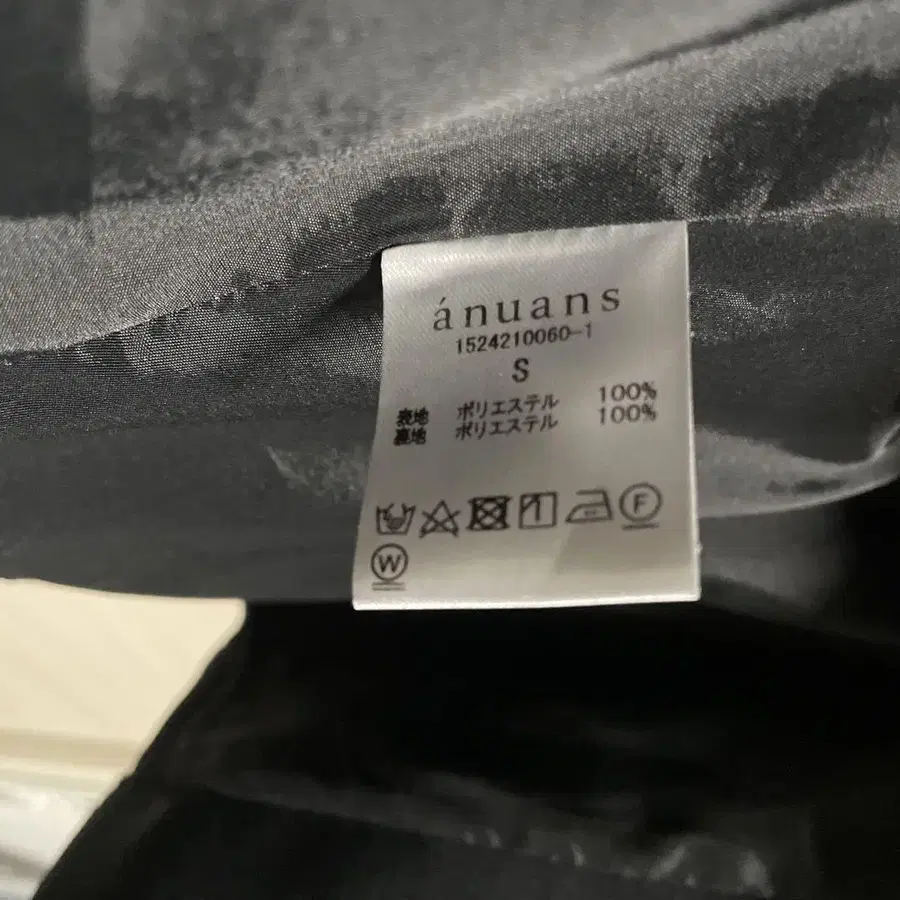 ánuans
1524210060-1
S
表地 ポリエステル 100%
裏地 ポリエステル 100%
F
W